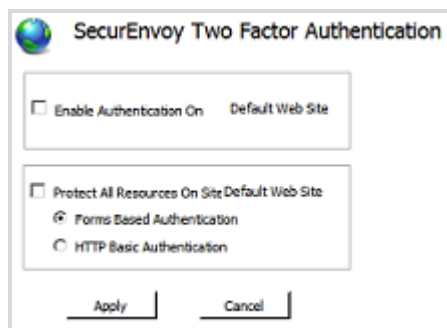 SecurEnvoy Two Factor Authentication
Enable Authentication On Default Web Site
Protect All Resources On Site Default Web Site
Forms Based Authentication
HTTP Basic Authentication
Apply Cancel